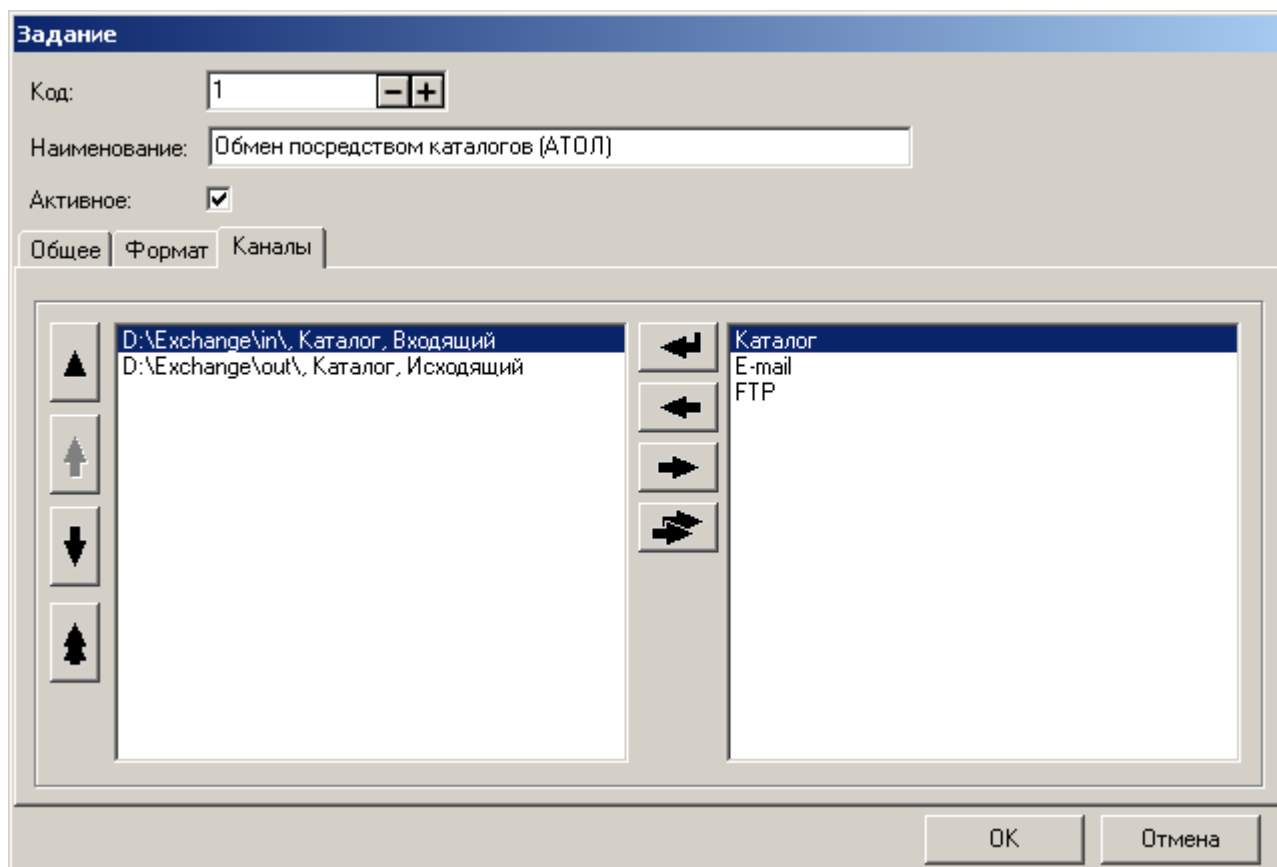 Задание
Код: 1
Наименование: Обмен посредством каталогов (АТОЛ)
Активное:
Общее Формат Каналы
D:\Exchange\in\, Каталог, Входящий
D:\Exchange\out\, Каталог, Исходящий
Каталог
E-mail
FTP
OK Отмена